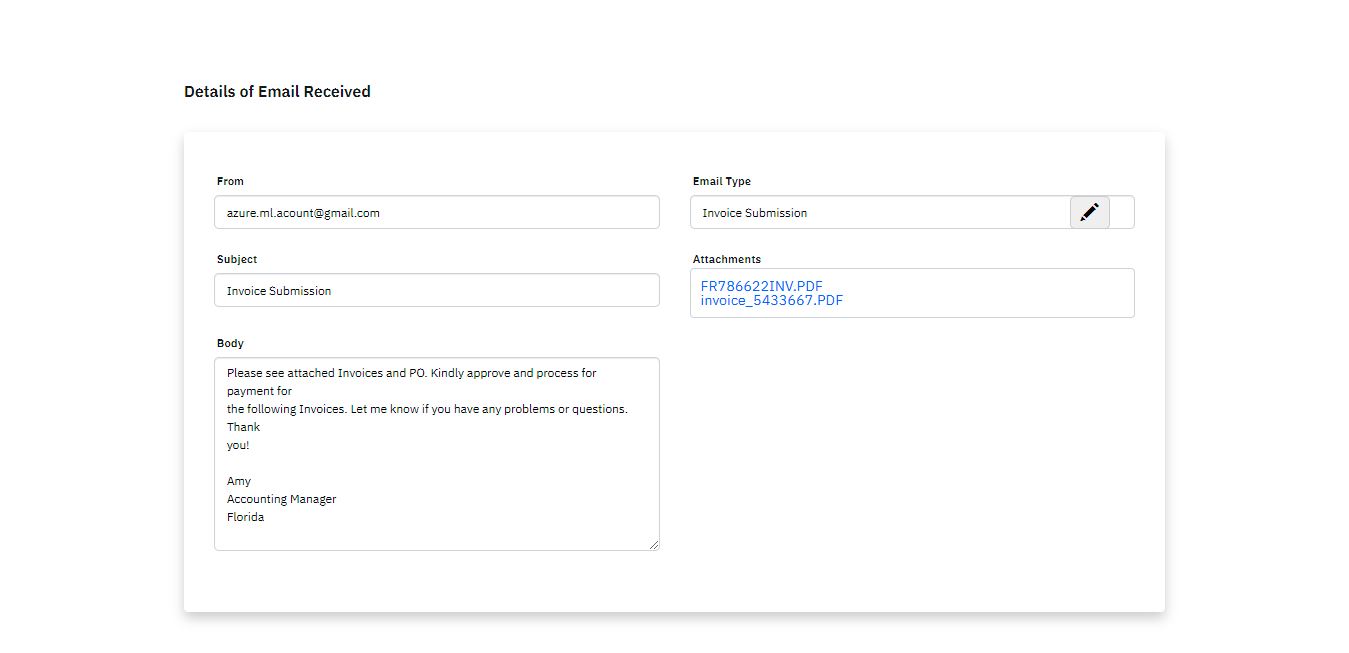 Details of Email Received
From
azure.ml.acount@gmail.com
Email Type
Invoice Submission
Subject
Invoice Submission
Attachments
FR786622INV.PDF
invoice_5433667.PDF
Body
Please see attached Invoices and PO. Kindly approve and process for
payment for
the following Invoices. Let me know if you have any problems or questions.
Thank
you!
Amy
Accounting Manager
Florida